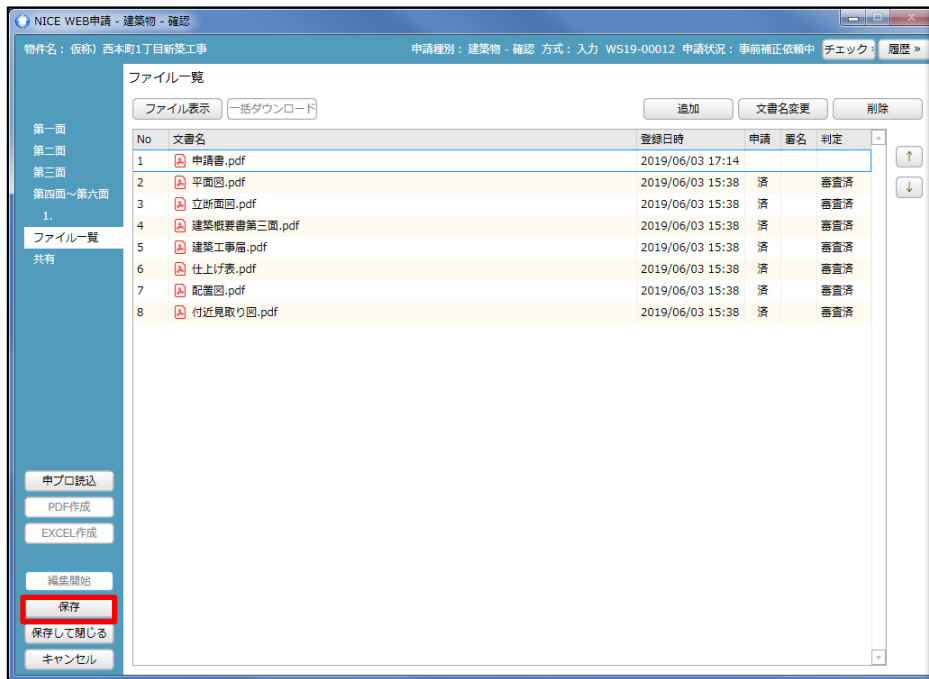 NICE WEB申請 - 建築物 - 確認
物件名： 仮称）西本町1丁目新築工事 申請種別： 建築物 - 確認 方式： 入力 WS19-00012 申請状況： 事前補正依頼中 チェック » 履歴 »
ファイル一覧
ファイル表示 一括ダウンロード 追加 文書名変更 削除
第一面
第二面
第三面
第四面～第六面
1.
ファイル一覧
共有
No 文書名 登録日時 申請 署名 判定
1 申請書.pdf 2019/06/03 17:14
2 平面図.pdf 2019/06/03 15:38 済 審査済
3 立断面図.pdf 2019/06/03 15:38 済 審査済
4 建築概要書第三面.pdf 2019/06/03 15:38 済 審査済
5 建築工事届.pdf 2019/06/03 15:38 済 審査済
6 仕上げ表.pdf 2019/06/03 15:38 済 審査済
7 配置図.pdf 2019/06/03 15:38 済 審査済
8 付近見取り図.pdf 2019/06/03 15:38 済 審査済
↑
↓
申プロ読込
PDF作成
EXCEL作成
編集開始
保存
保存して閉じる
キャンセル